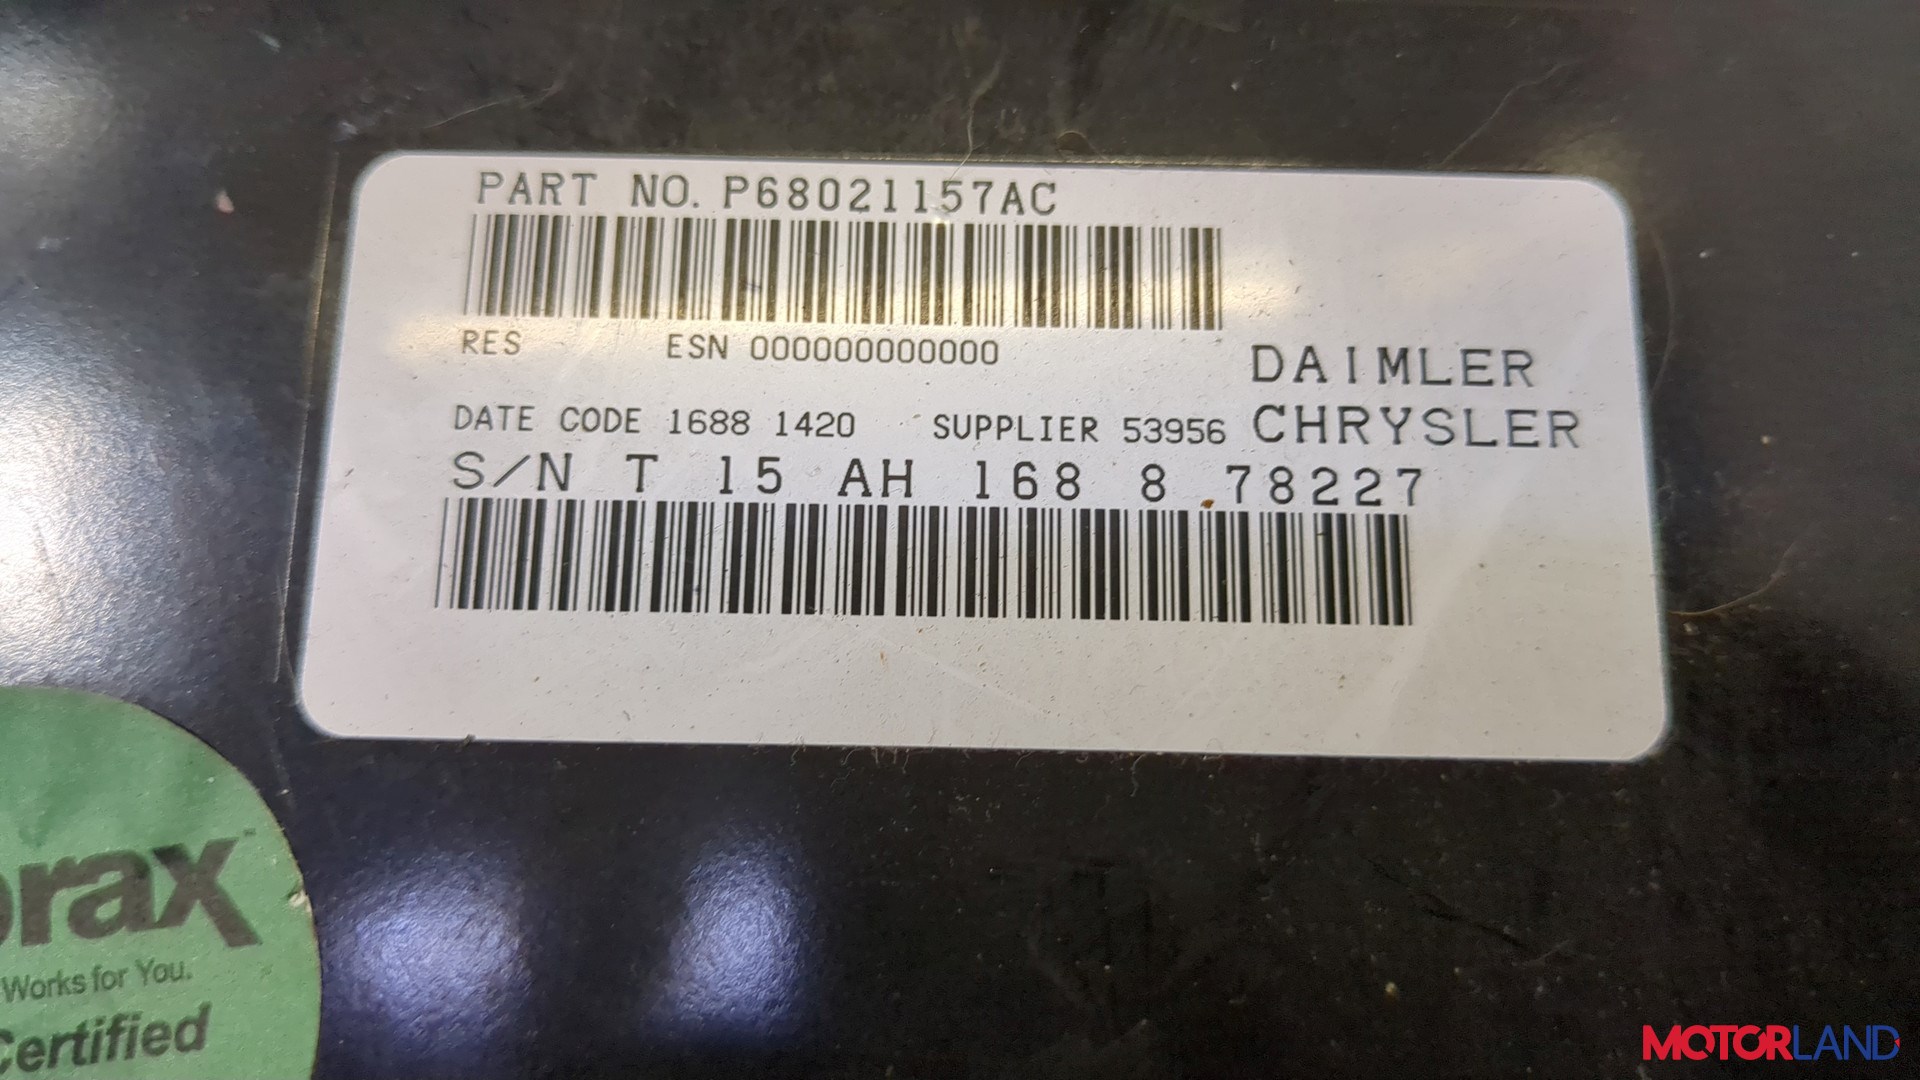 PART NO. P68021157AC
RES ESN 000000000000
DAIMLER
CHRYSLER
DATE CODE 1688 1420 SUPPLIER 53956
S/N T 15 AH 168 8 78227
orax
Works for You.
Certified
MOTORLAND